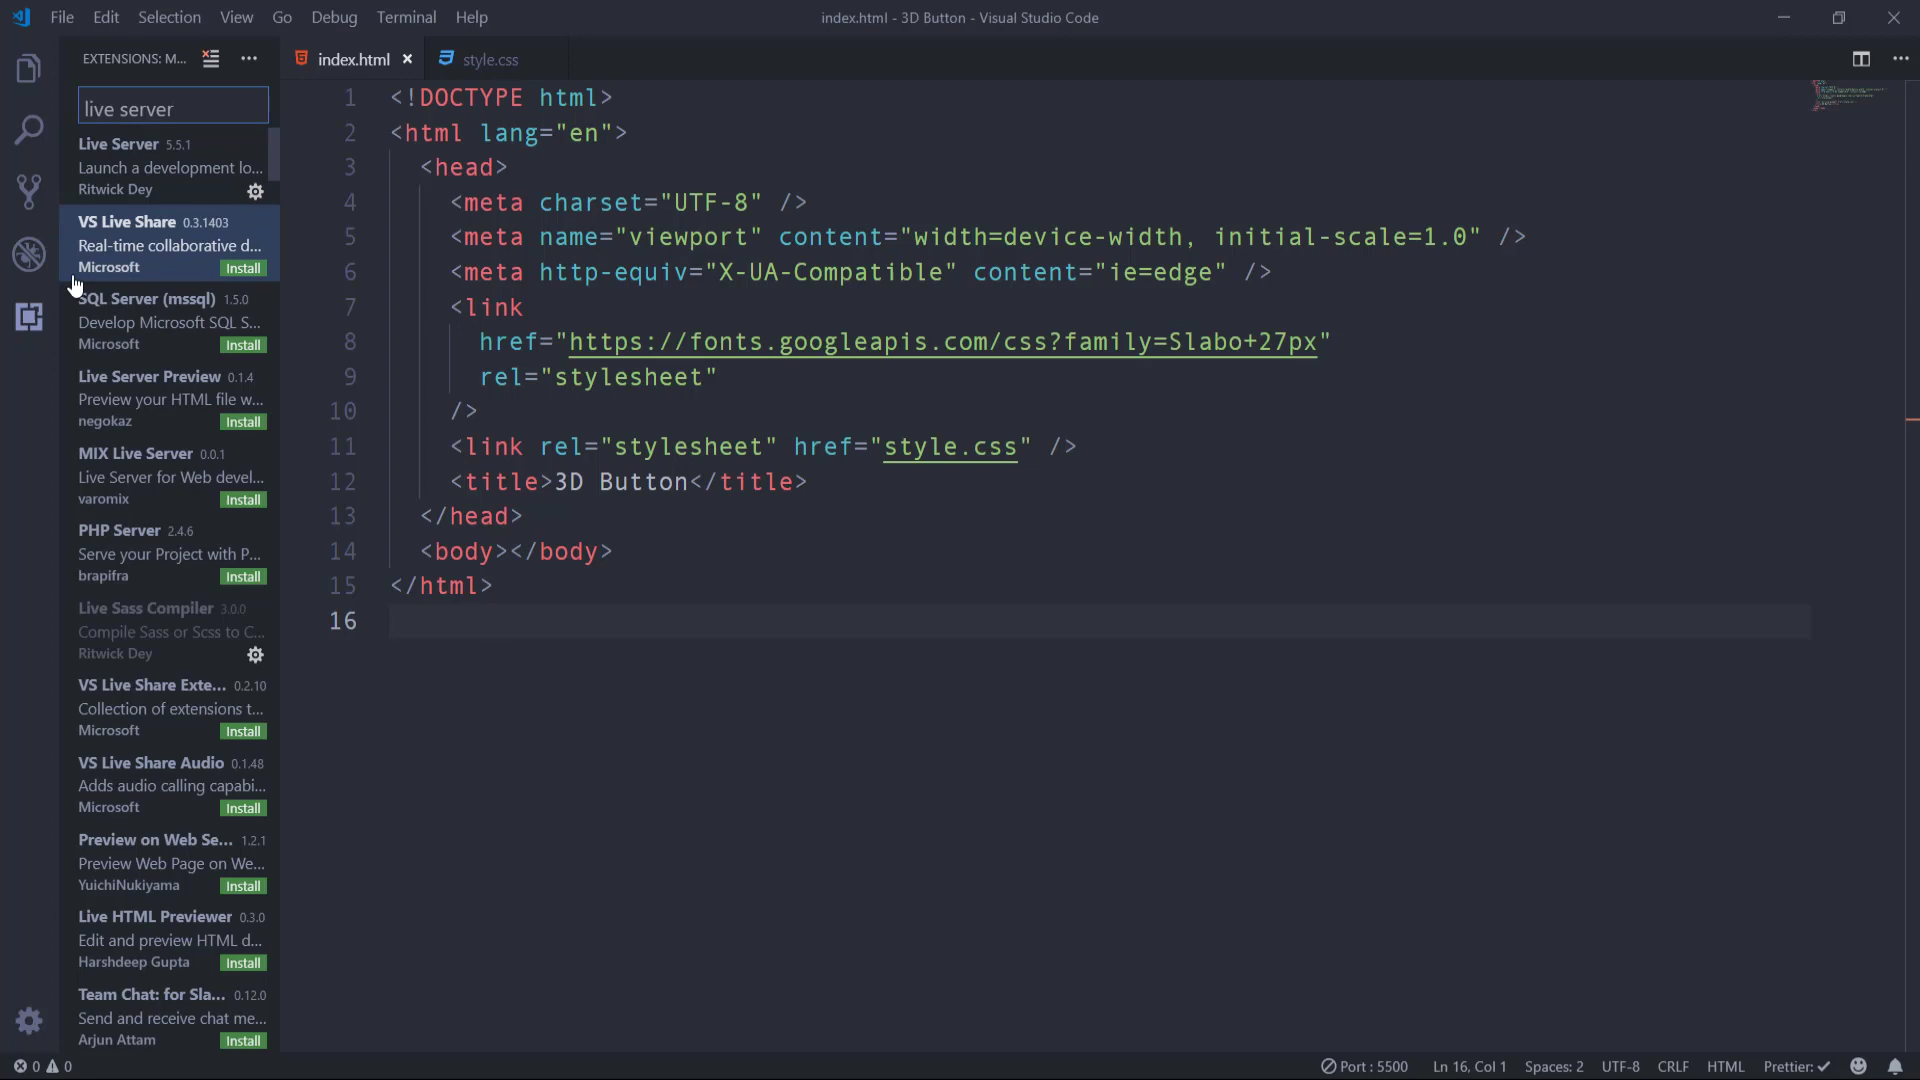 File Edit Selection View Go Debug Terminal Help
index.html - 3D Button - Visual Studio Code
EXTENSIONS: M...
live server
Live Server 5.5.1
Launch a development lo...
Ritwick Dey
VS Live Share 0.3.1403
Real-time collaborative d...
Microsoft Install
SQL Server (mssql) 1.5.0
Develop Microsoft SQL S...
Microsoft Install
Live Server Preview 0.1.4
Preview your HTML file w...
negokaz Install
MIX Live Server 0.0.1
Live Server for Web devel...
varomix Install
PHP Server 2.4.6
Serve your Project with P...
brapifra Install
Live Sass Compiler 3.0.0
Compile Sass or Scss to C...
Ritwick Dey
VS Live Share Exte... 0.2.10
Collection of extensions t...
Microsoft Install
VS Live Share Audio 0.1.48
Adds audio calling capabi...
Microsoft Install
Preview on Web Se... 1.2.1
Preview Web Page on We...
YuichiNukiyama Install
Live HTML Previewer 0.3.0
Edit and preview HTML d...
Harshdeep Gupta Install
Team Chat: for Sla... 0.12.0
Send and receive chat me...
Arjun Attam Install
index.html × style.css
1 <!DOCTYPE html>
2 <html lang="en">
3 <head>
4 <meta charset="UTF-8" />
5 <meta name="viewport" content="width=device-width, initial-scale=1.0" />
6 <meta http-equiv="X-UA-Compatible" content="ie=edge" />
7 <link
8 href="https://fonts.googleapis.com/css?family=Slabo+27px"
9 rel="stylesheet"
10 />
11 <link rel="stylesheet" href="style.css" />
12 <title>3D Button</title>
13 </head>
14 <body></body>
15 </html>
16
0 0
Port : 5500 Ln 16, Col 1 Spaces: 2 UTF-8 CRLF HTML Prettier: ✓